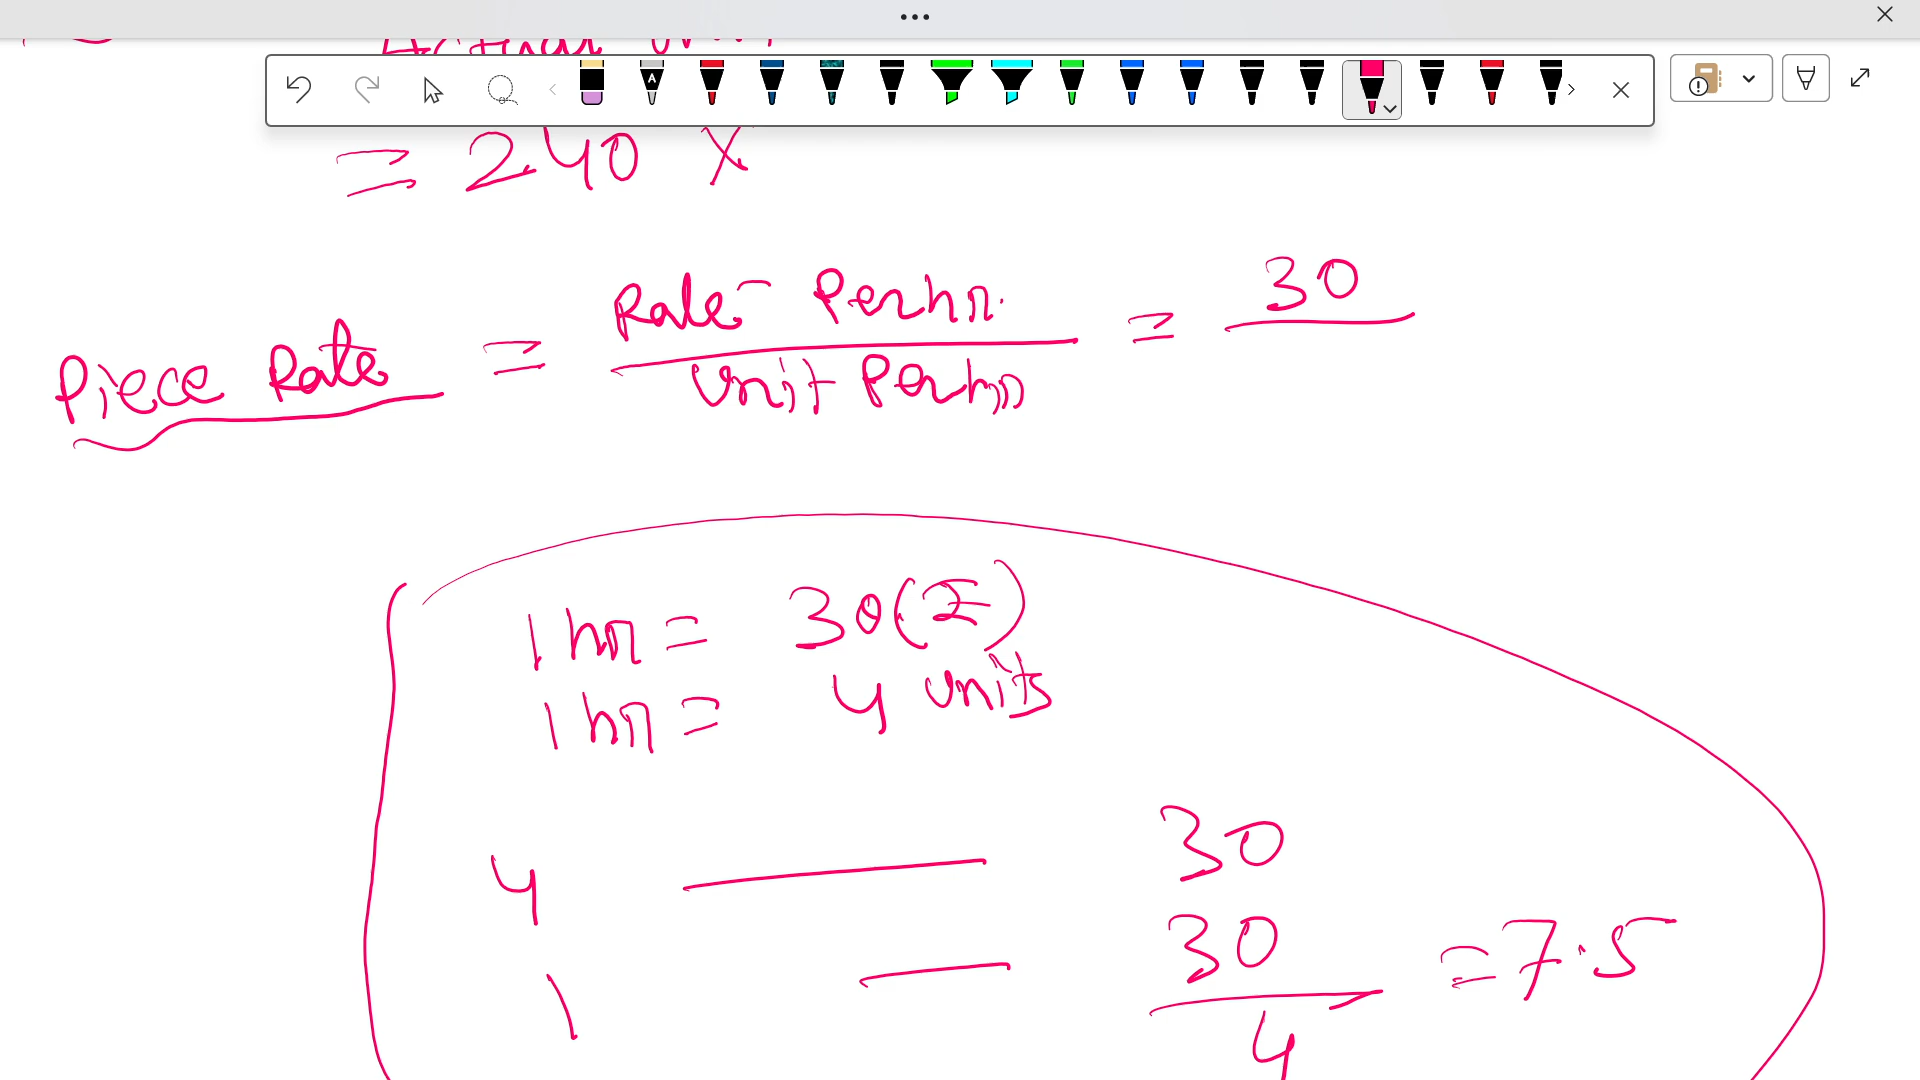 Actual
= 240 X
Piece Rate = Rate Per hr. / Unit Per hr = 30
1 hr = 30 (
1 hr = 4 units
4 — 30
1 — 30 / 4 = 7.5